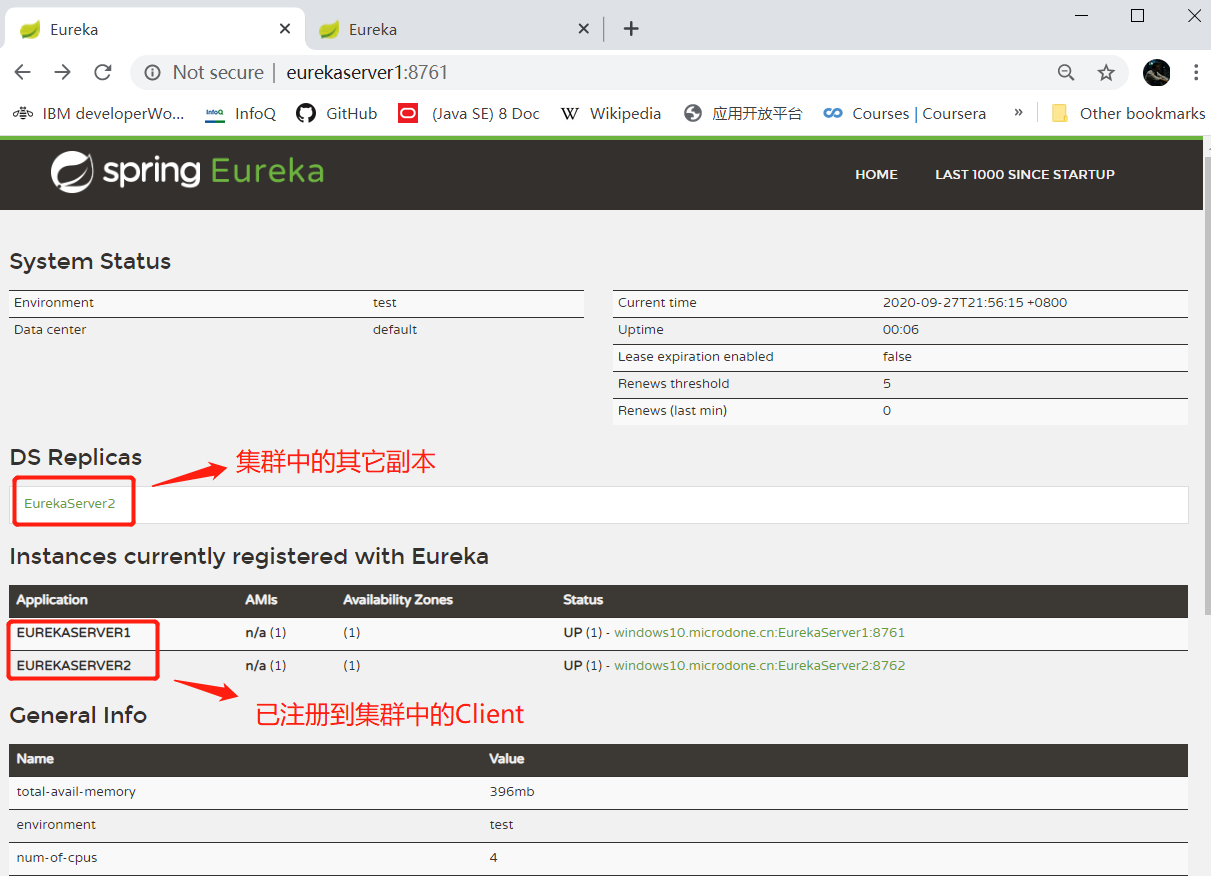 Eureka Eureka
Not secure | eurekaserver1:8761
IBM developerWo... InfoQ InfoQ GitHub (Java SE) 8 Doc W Wikipedia 应用开放平台 Courses | Coursera » Other bookmarks
spring Eureka HOME LAST 1000 SINCE STARTUP
System Status
Environment test Current time 2020-09-27T21:56:15 +0800
Data center default Uptime 00:06
Lease expiration enabled false
Renews threshold 5
Renews (last min) 0
DS Replicas 集群中的其它副本
EurekaServer2
Instances currently registered with Eureka
Application AMIs Availability Zones Status
EUREKASERVER1 n/a (1) (1) UP (1) - windows10.microdone.cn:EurekaServer1:8761
EUREKASERVER2 n/a (1) (1) UP (1) - windows10.microdone.cn:EurekaServer2:8762
General Info 已注册到集群中的Client
Name Value
total-avail-memory 396mb
environment test
num-of-cpus 4